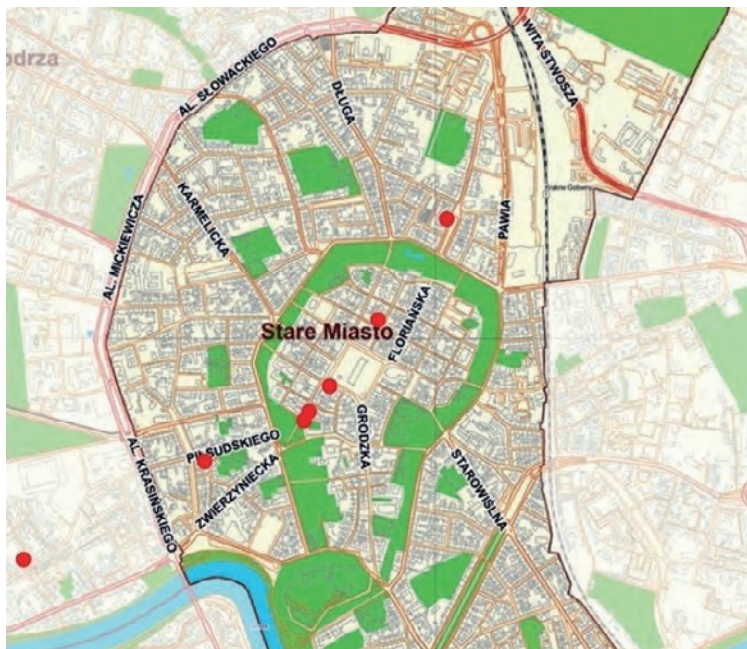 odrza
AL. SŁOWACKIEGO
DŁUGA
WITA STWOSZA
KARMELICKA
AL. MICKIEWICZA
PAWIA
Stare Miasto
FLORIAŃSKA
GRODZKA
PIŁSUDSKIEGO
ZWIERZYNIECKA
STAROWIŚLNA
AL. KRASIŃSKIEGO